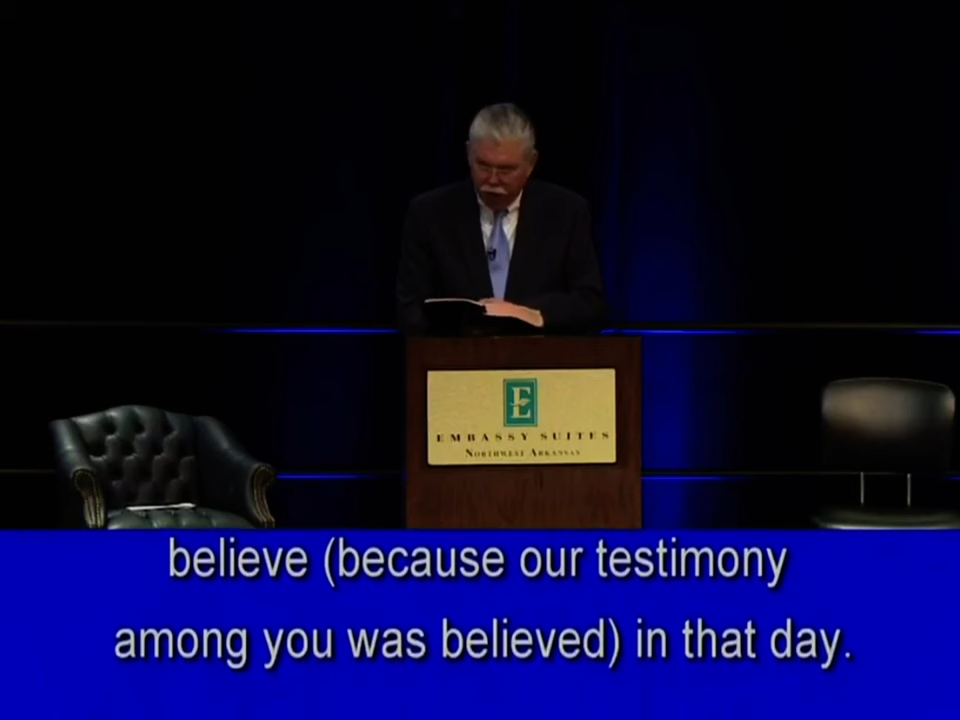 E
EMBASSY SUITES
NORTHWEST ARKANSAS
believe (because our testimony
among you was believed) in that day.